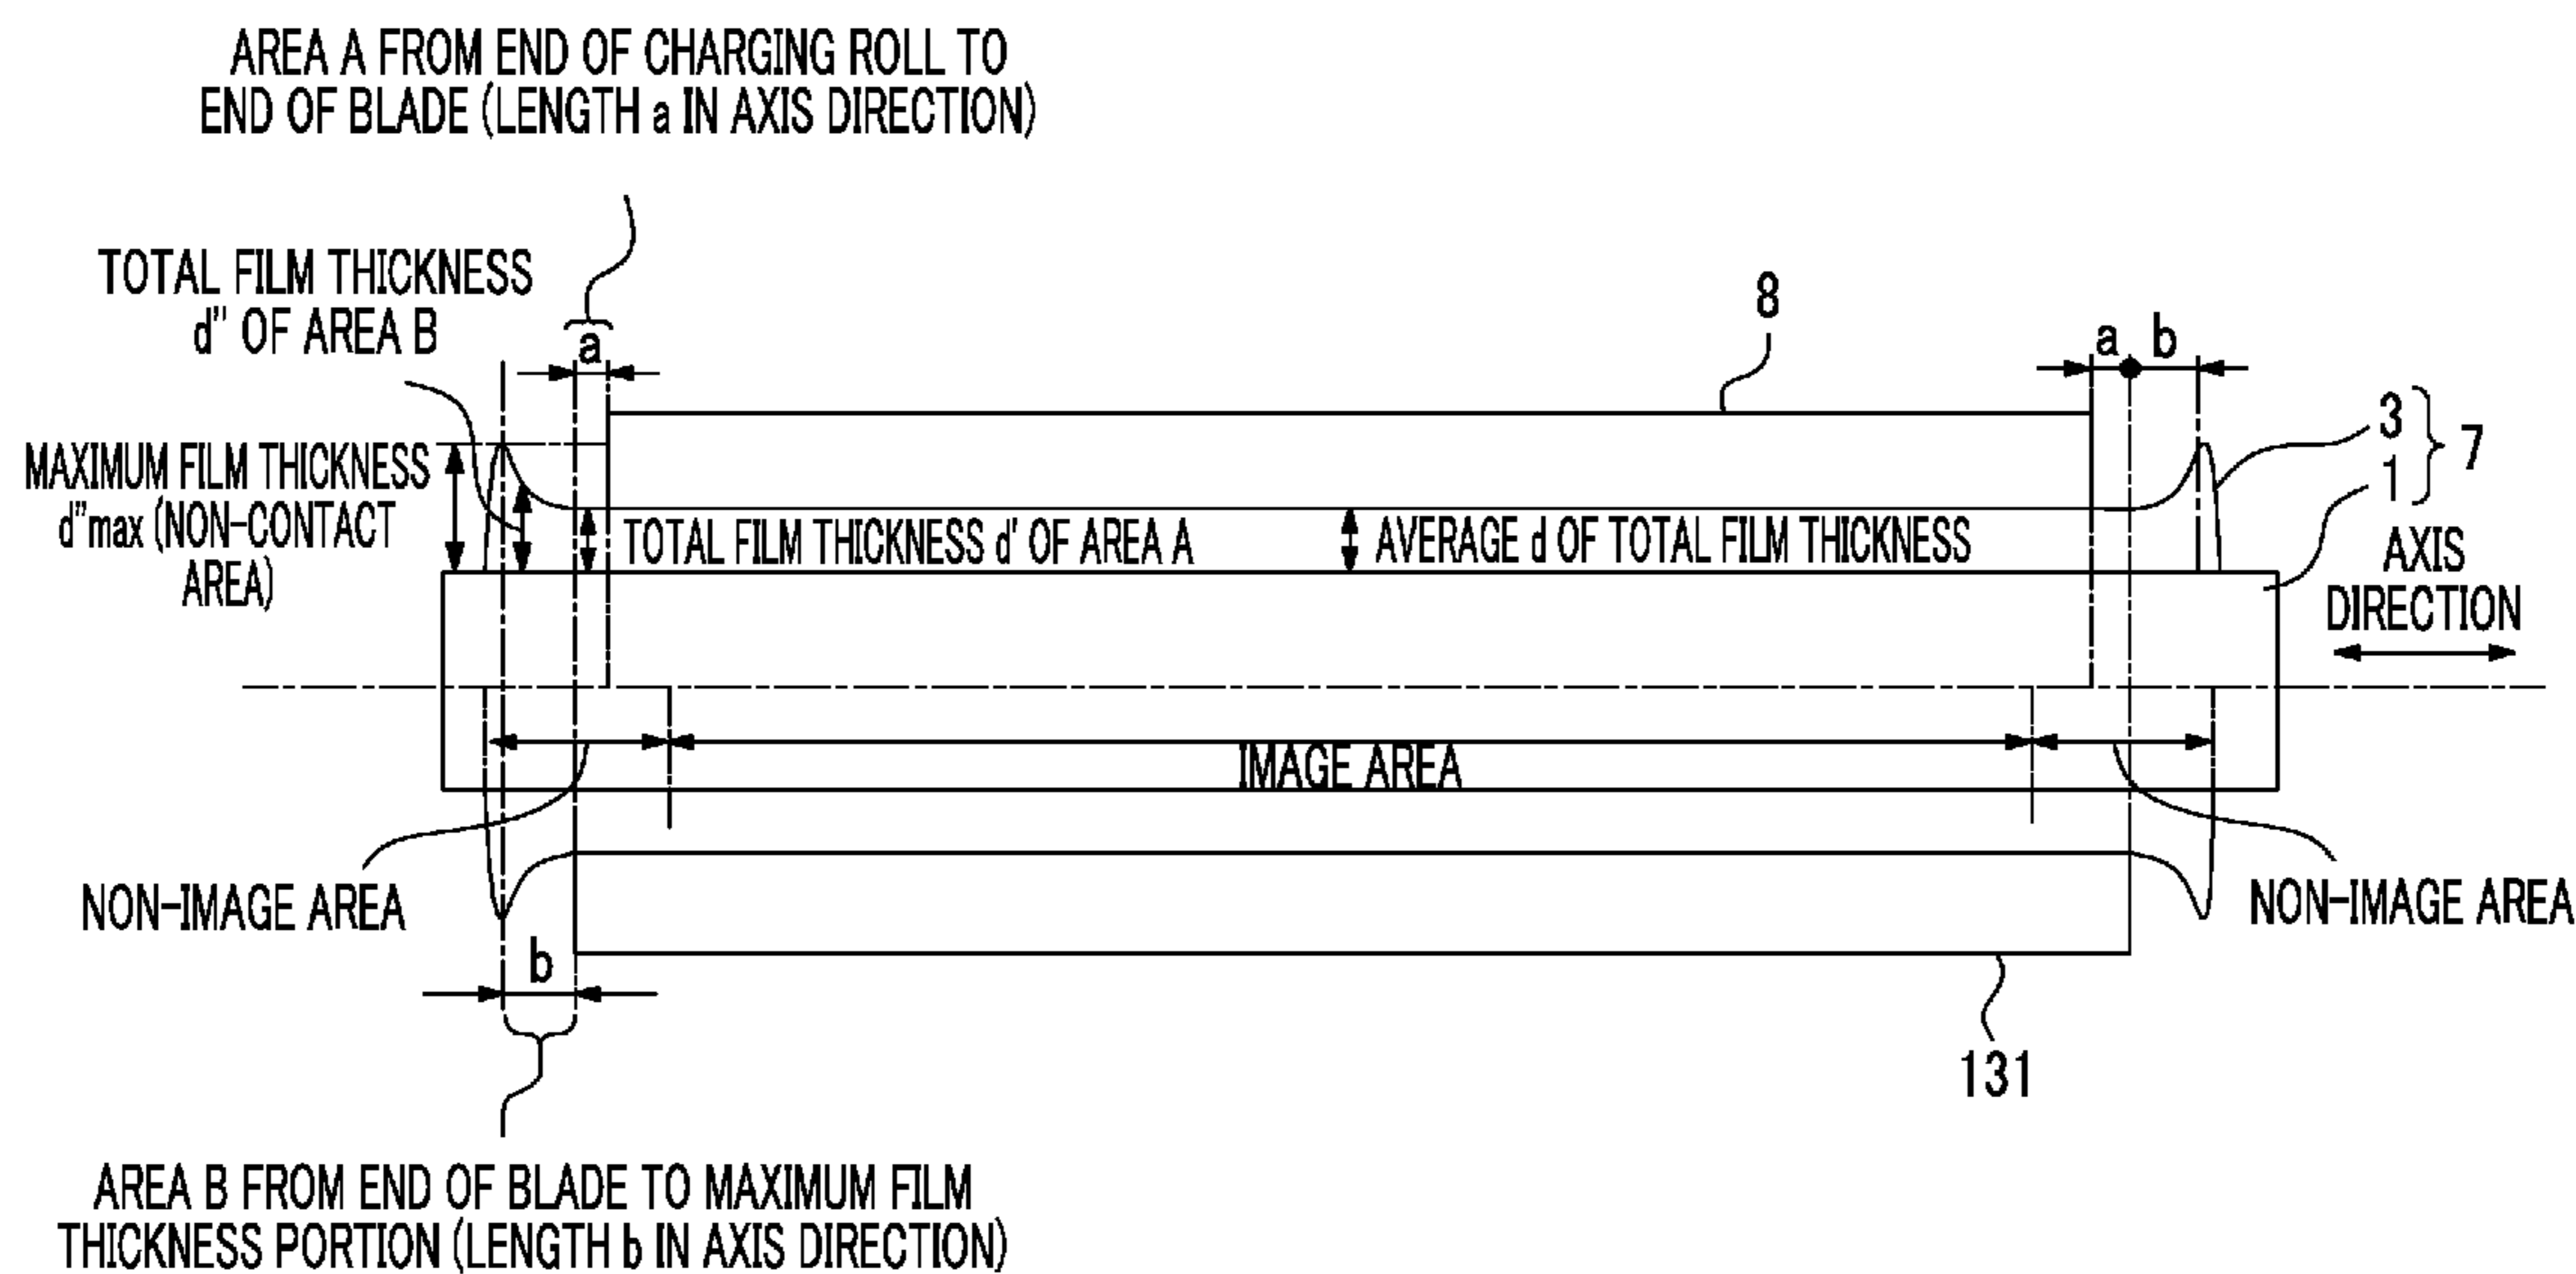 AREA A FROM END OF CHARGING ROLL TO
END OF BLADE (LENGTH a IN AXIS DIRECTION)
TOTAL FILM THICKNESS
d" OF AREA B
a
8
a b
3
1
7
MAXIMUM FILM THICKNESS
d"max (NON-CONTACT
AREA)
TOTAL FILM THICKNESS d' OF AREA A
AVERAGE d OF TOTAL FILM THICKNESS
AXIS
DIRECTION
IMAGE AREA
NON-IMAGE AREA
NON-IMAGE AREA
b
131
AREA B FROM END OF BLADE TO MAXIMUM FILM
THICKNESS PORTION (LENGTH b IN AXIS DIRECTION)